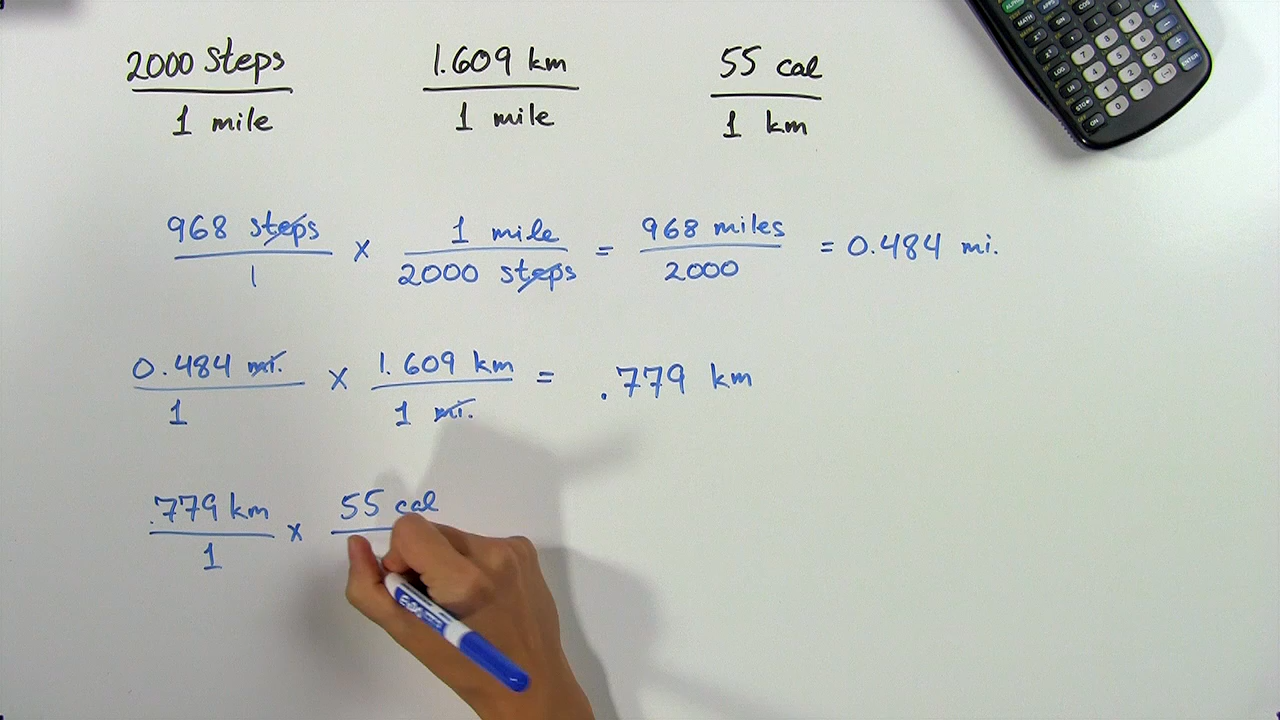 2000 steps / 1 mile   1.609 km / 1 mile   55 cal / 1 km
968 steps / 1 × 1 mile / 2000 steps = 968 miles / 2000 = 0.484 mi.
0.484 mi. / 1 × 1.609 km / 1 mi. = .779 km
.779 km / 1 × 55 cal